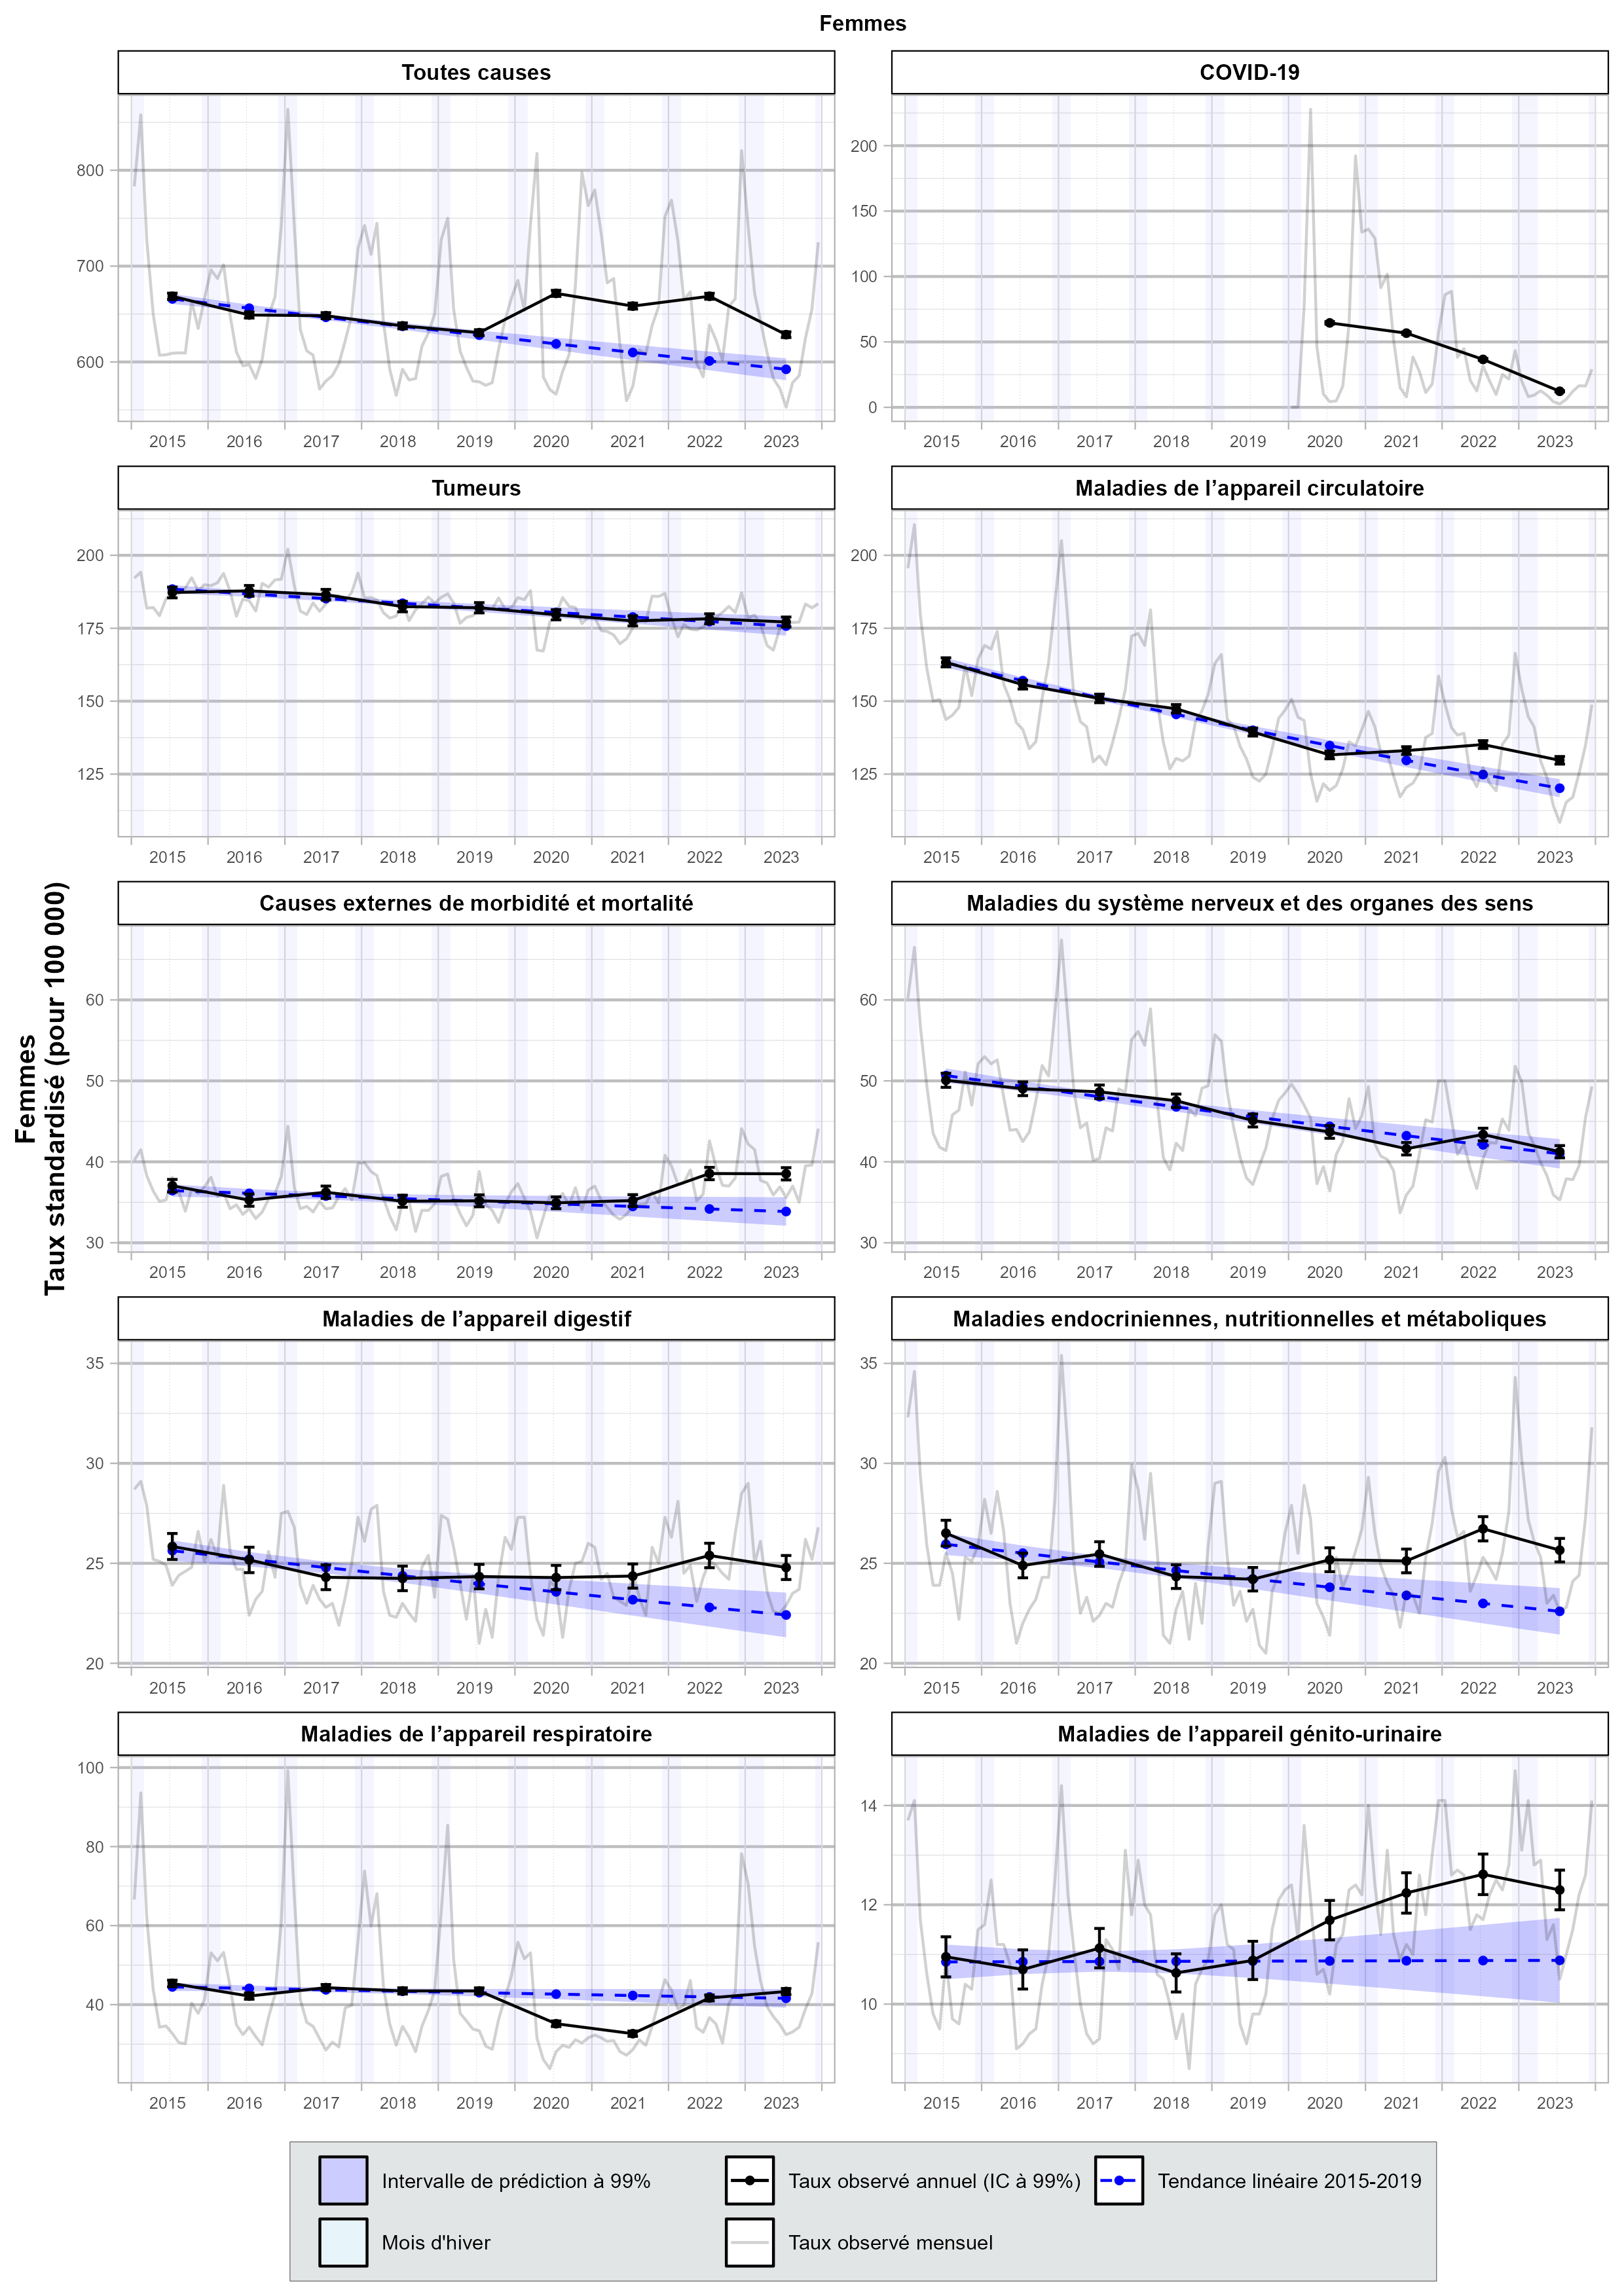 Femmes
Toutes causes
COVID-19
800
700
600
2015 2016 2017 2018 2019 2020 2021 2022 2023
200
150
100
50
0
2015 2016 2017 2018 2019 2020 2021 2022 2023
Tumeurs
Maladies de l’appareil circulatoire
200
175
150
125
2015 2016 2017 2018 2019 2020 2021 2022 2023
200
175
150
125
2015 2016 2017 2018 2019 2020 2021 2022 2023
Femmes
Taux standardisé (pour 100 000)
Causes externes de morbidité et mortalité
Maladies du système nerveux et des organes des sens
60
50
40
30
2015 2016 2017 2018 2019 2020 2021 2022 2023
60
50
40
30
2015 2016 2017 2018 2019 2020 2021 2022 2023
Maladies de l’appareil digestif
Maladies endocriniennes, nutritionnelles et métaboliques
35
30
25
20
2015 2016 2017 2018 2019 2020 2021 2022 2023
35
30
25
20
2015 2016 2017 2018 2019 2020 2021 2022 2023
Maladies de l’appareil respiratoire
Maladies de l’appareil génito-urinaire
100
80
60
40
2015 2016 2017 2018 2019 2020 2021 2022 2023
14
12
10
2015 2016 2017 2018 2019 2020 2021 2022 2023
Intervalle de prédiction à 99%
Taux observé annuel (IC à 99%)
Tendance linéaire 2015-2019
Mois d'hiver
Taux observé mensuel